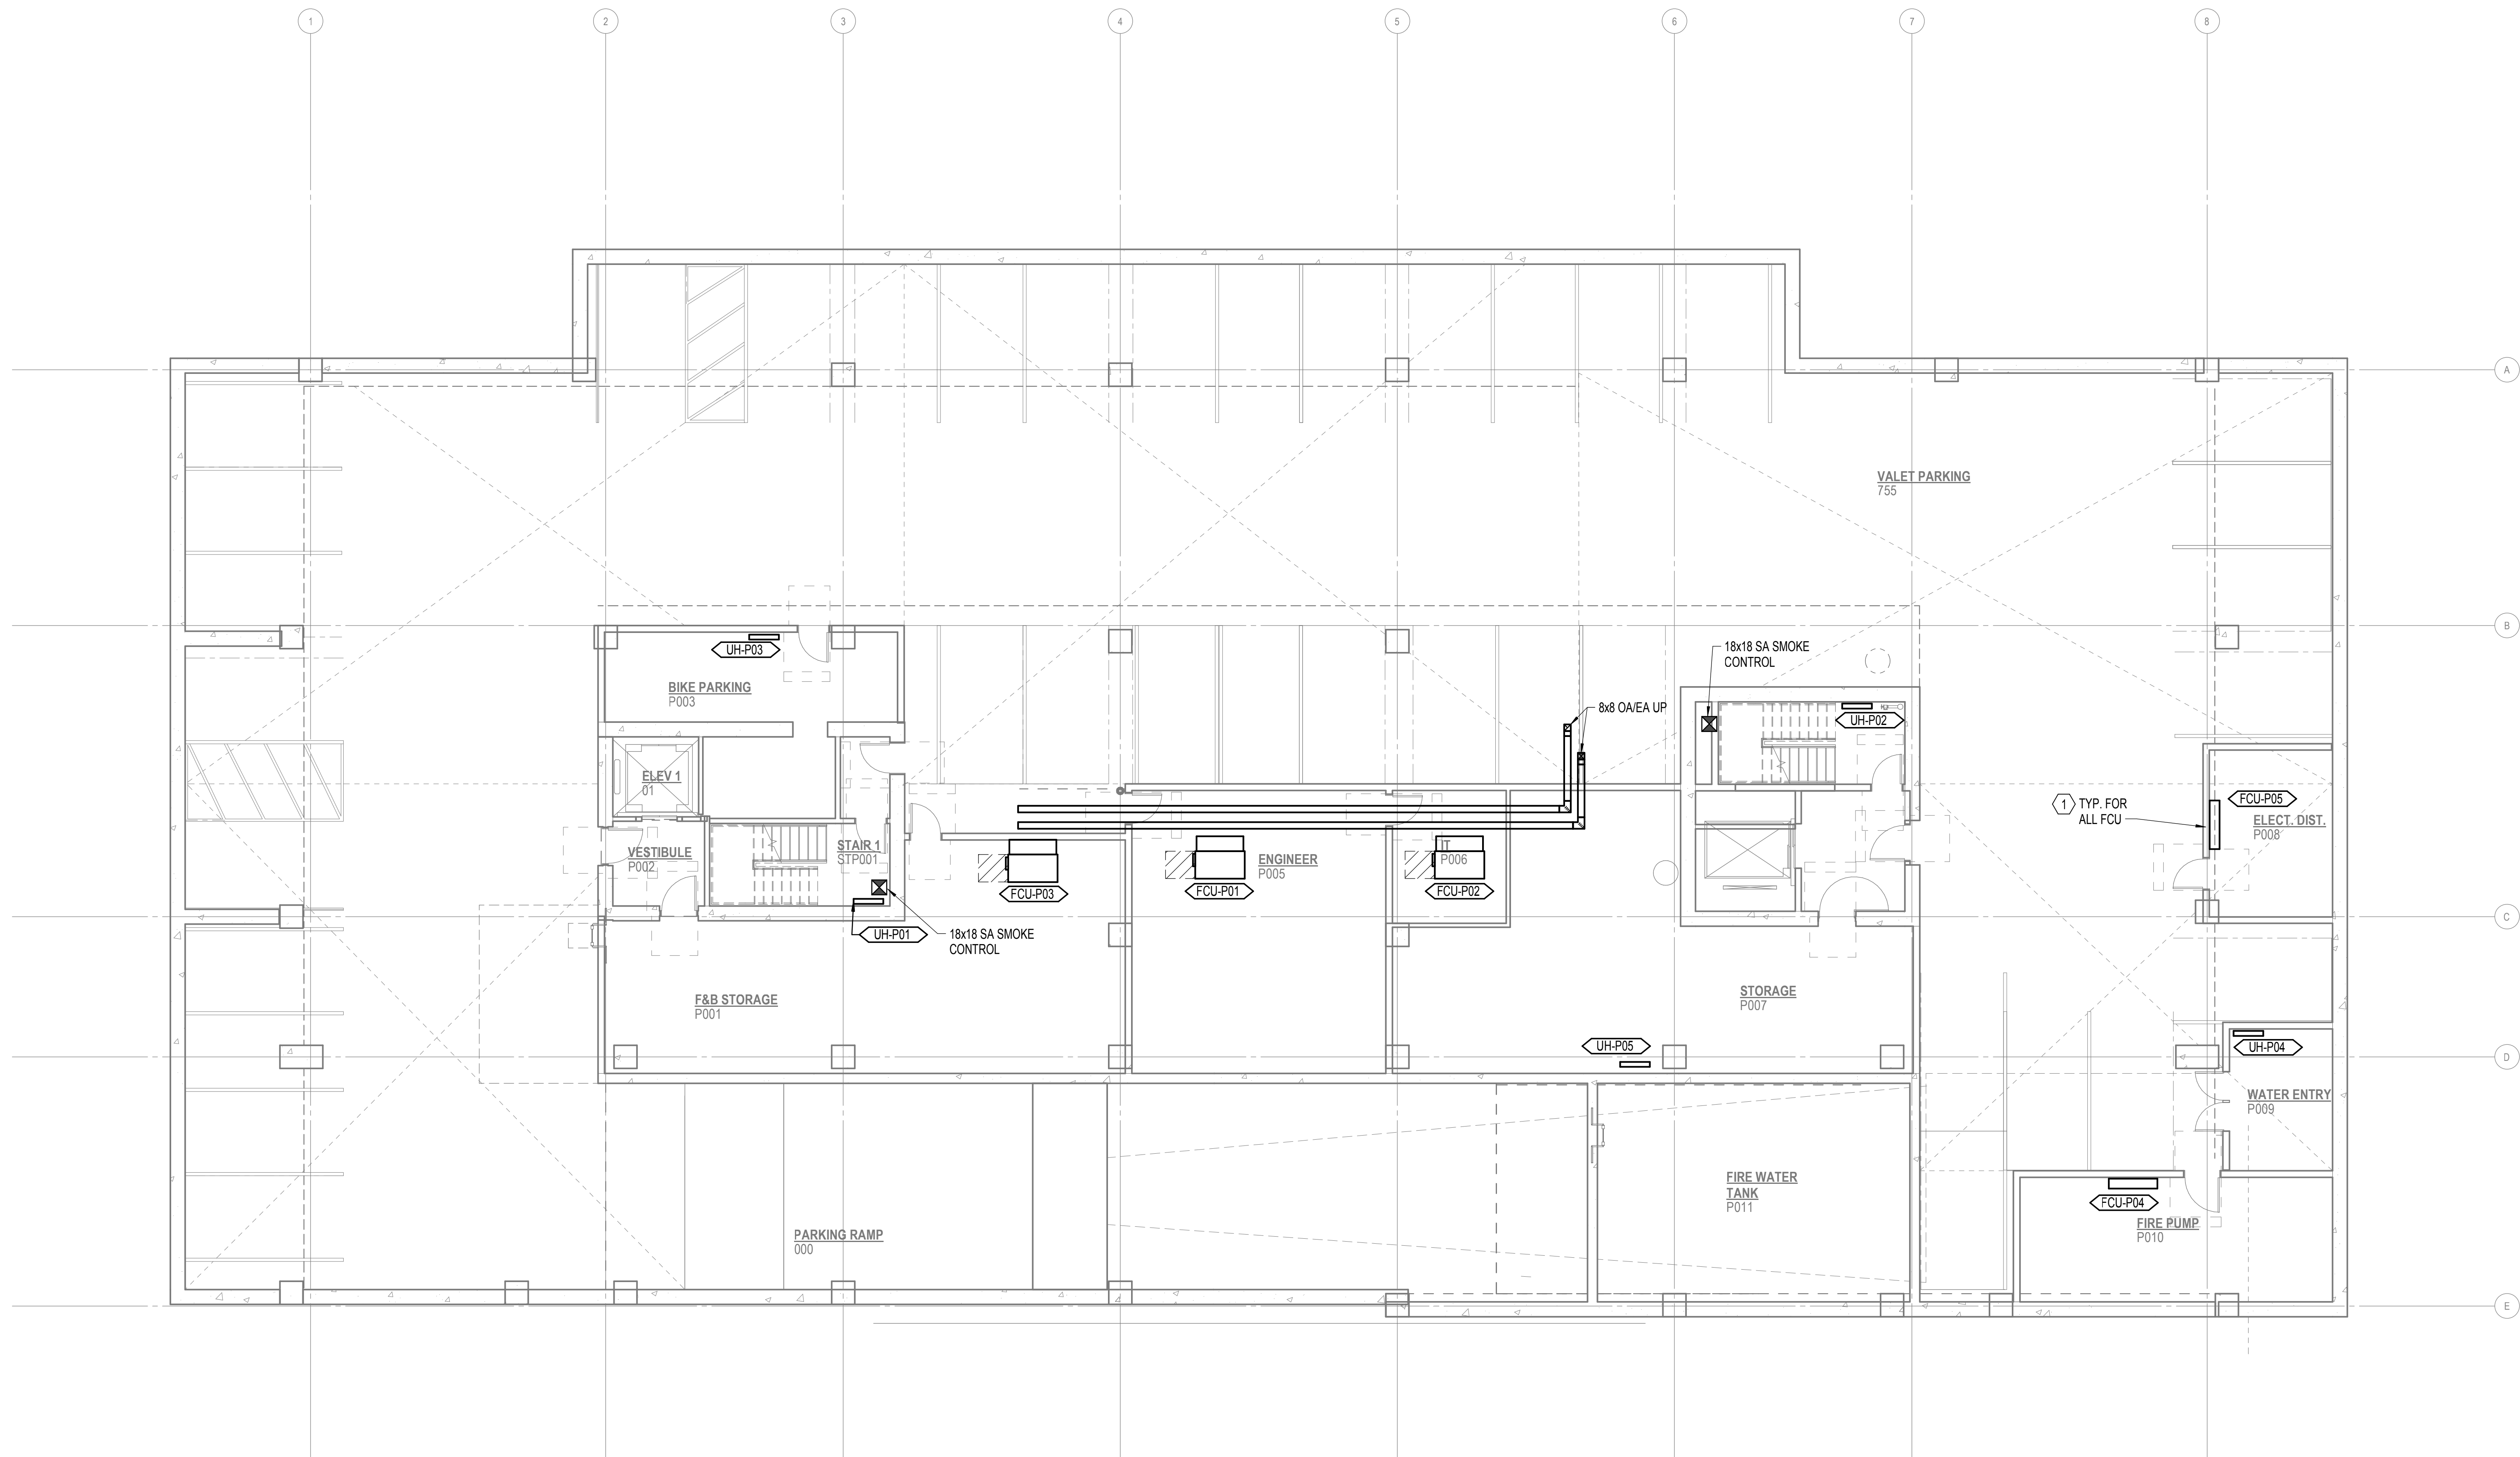 1
2
3
4
5
6
7
8
A
VALET PARKING
755
B
UH-P03
18x18 SA SMOKE
CONTROL
BIKE PARKING
P003
8x8 OA/EA UP
UH-P02
ELEV 1
01
FCU-P05
1
TYP. FOR
ALL FCU
ELECT. DIST.
P008
VESTIBULE
P002
STAIR 1
STP001
IT
P006
ENGINEER
P005
FCU-P03
FCU-P01
FCU-P02
C
UH-P01
18x18 SA SMOKE
CONTROL
F&B STORAGE
P001
STORAGE
P007
UH-P05
UH-P04
D
WATER ENTRY
P009
FIRE WATER
TANK
P011
FCU-P04
FIRE PUMP
P010
PARKING RAMP
000
E